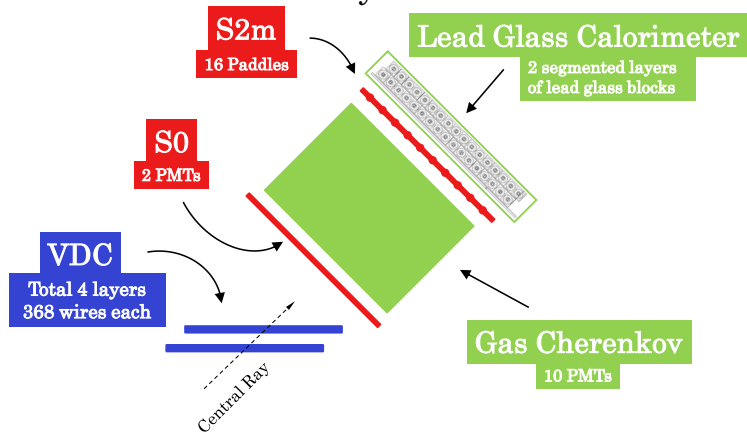 S2m
16 Paddles
Lead Glass Calorimeter
2 segmented layers
of lead glass blocks
S0
2 PMTs
VDC
Total 4 layers
368 wires each
Central Ray
Gas Cherenkov
10 PMTs